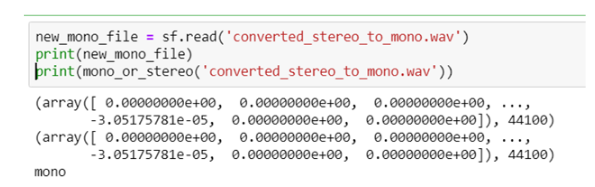 new_mono_file = sf.read('converted_stereo_to_mono.wav')
print(new_mono_file)
print(mono_or_stereo('converted_stereo_to_mono.wav'))
(array([ 0.00000000e+00,  0.00000000e+00,  0.00000000e+00, ...,
       -3.05175781e-05,  0.00000000e+00,  0.00000000e+00]), 44100)
(array([ 0.00000000e+00,  0.00000000e+00,  0.00000000e+00, ...,
       -3.05175781e-05,  0.00000000e+00,  0.00000000e+00]), 44100)
mono